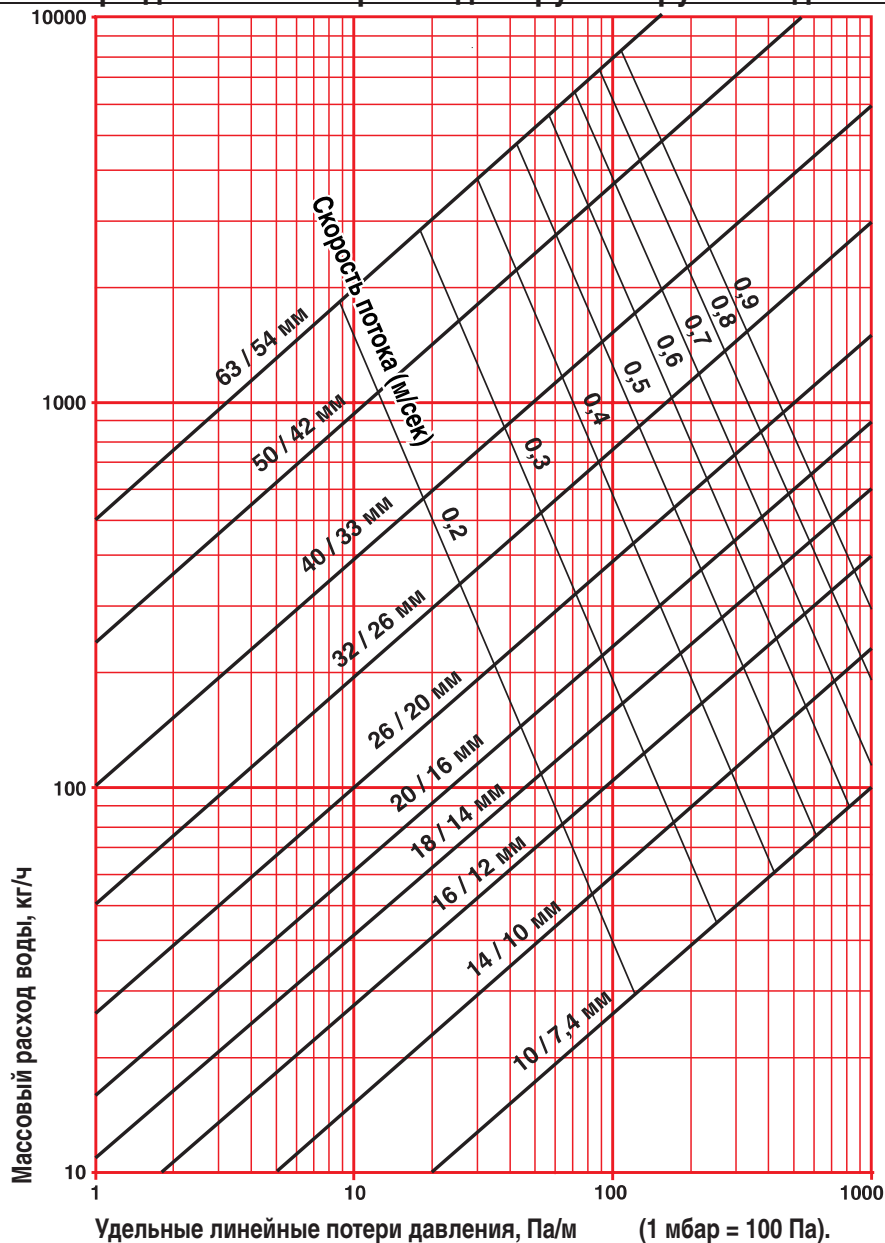 10000
1000
100
10
1
10
100
1000
Массовый расход воды, кг/ч
Скорость потока (м/сек)
63 / 54 мм
50 / 42 мм
40 / 33 мм
32 / 26 мм
26 / 20 мм
20 / 16 мм
18 / 14 мм
16 / 12 мм
14 / 10 мм
10 / 7,4 мм
0,2
0,3
0,4
0,5
0,6
0,7
0,8
0,9
Удельные линейные потери давления, Па/м (1 мбар = 100 Па).